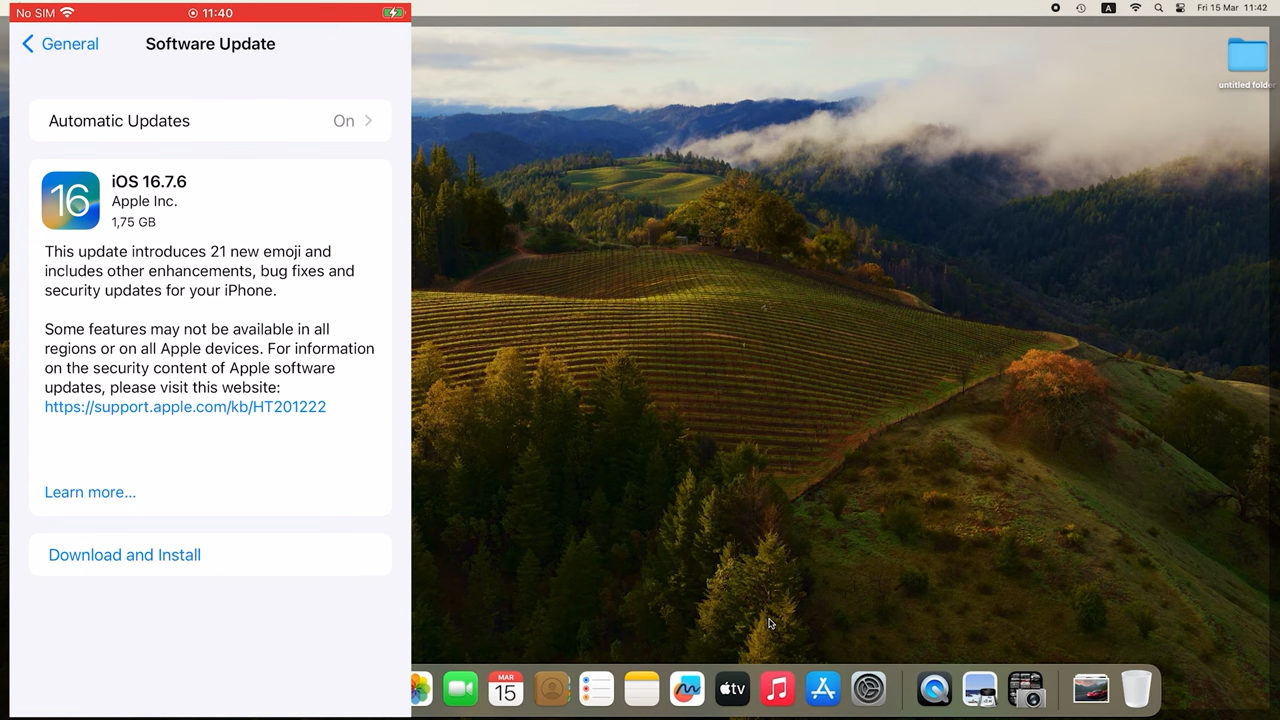 No SIM 11:40
A Fri 15 Mar 11:42
General Software Update
untitled folder
Automatic Updates On
16
iOS 16.7.6
Apple Inc.
1,75 GB
This update introduces 21 new emoji and
includes other enhancements, bug fixes and
security updates for your iPhone.
Some features may not be available in all
regions or on all Apple devices. For information
on the security content of Apple software
updates, please visit this website:
https://support.apple.com/kb/HT201222
Learn more...
Download and Install
MAR
15
tv